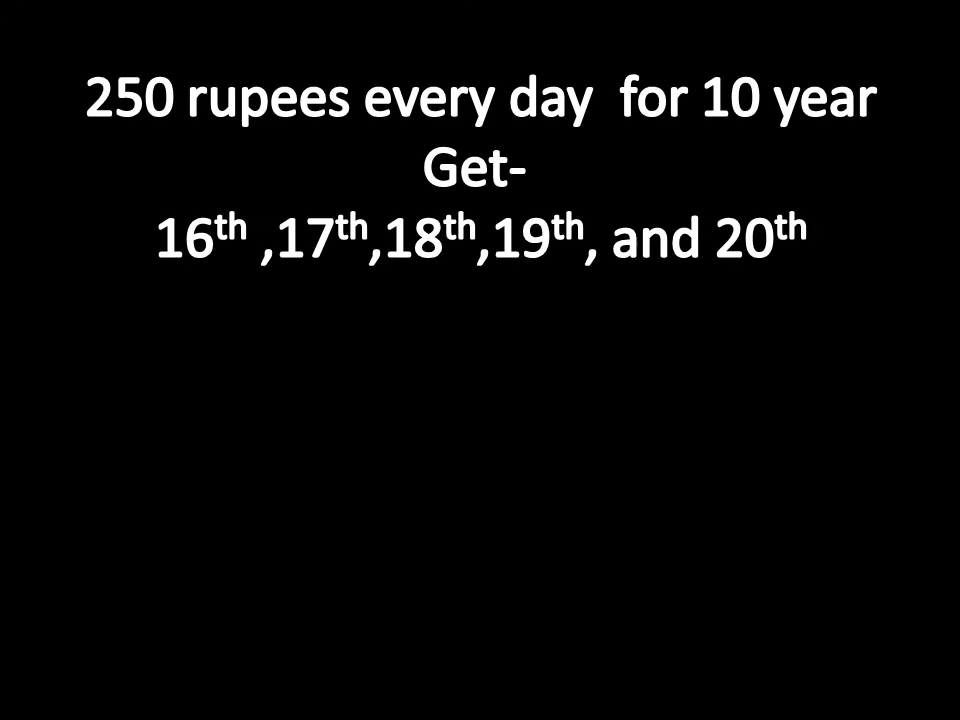 250 rupees every day  for 10 year
Get-
16th ,17th,18th,19th, and 20th